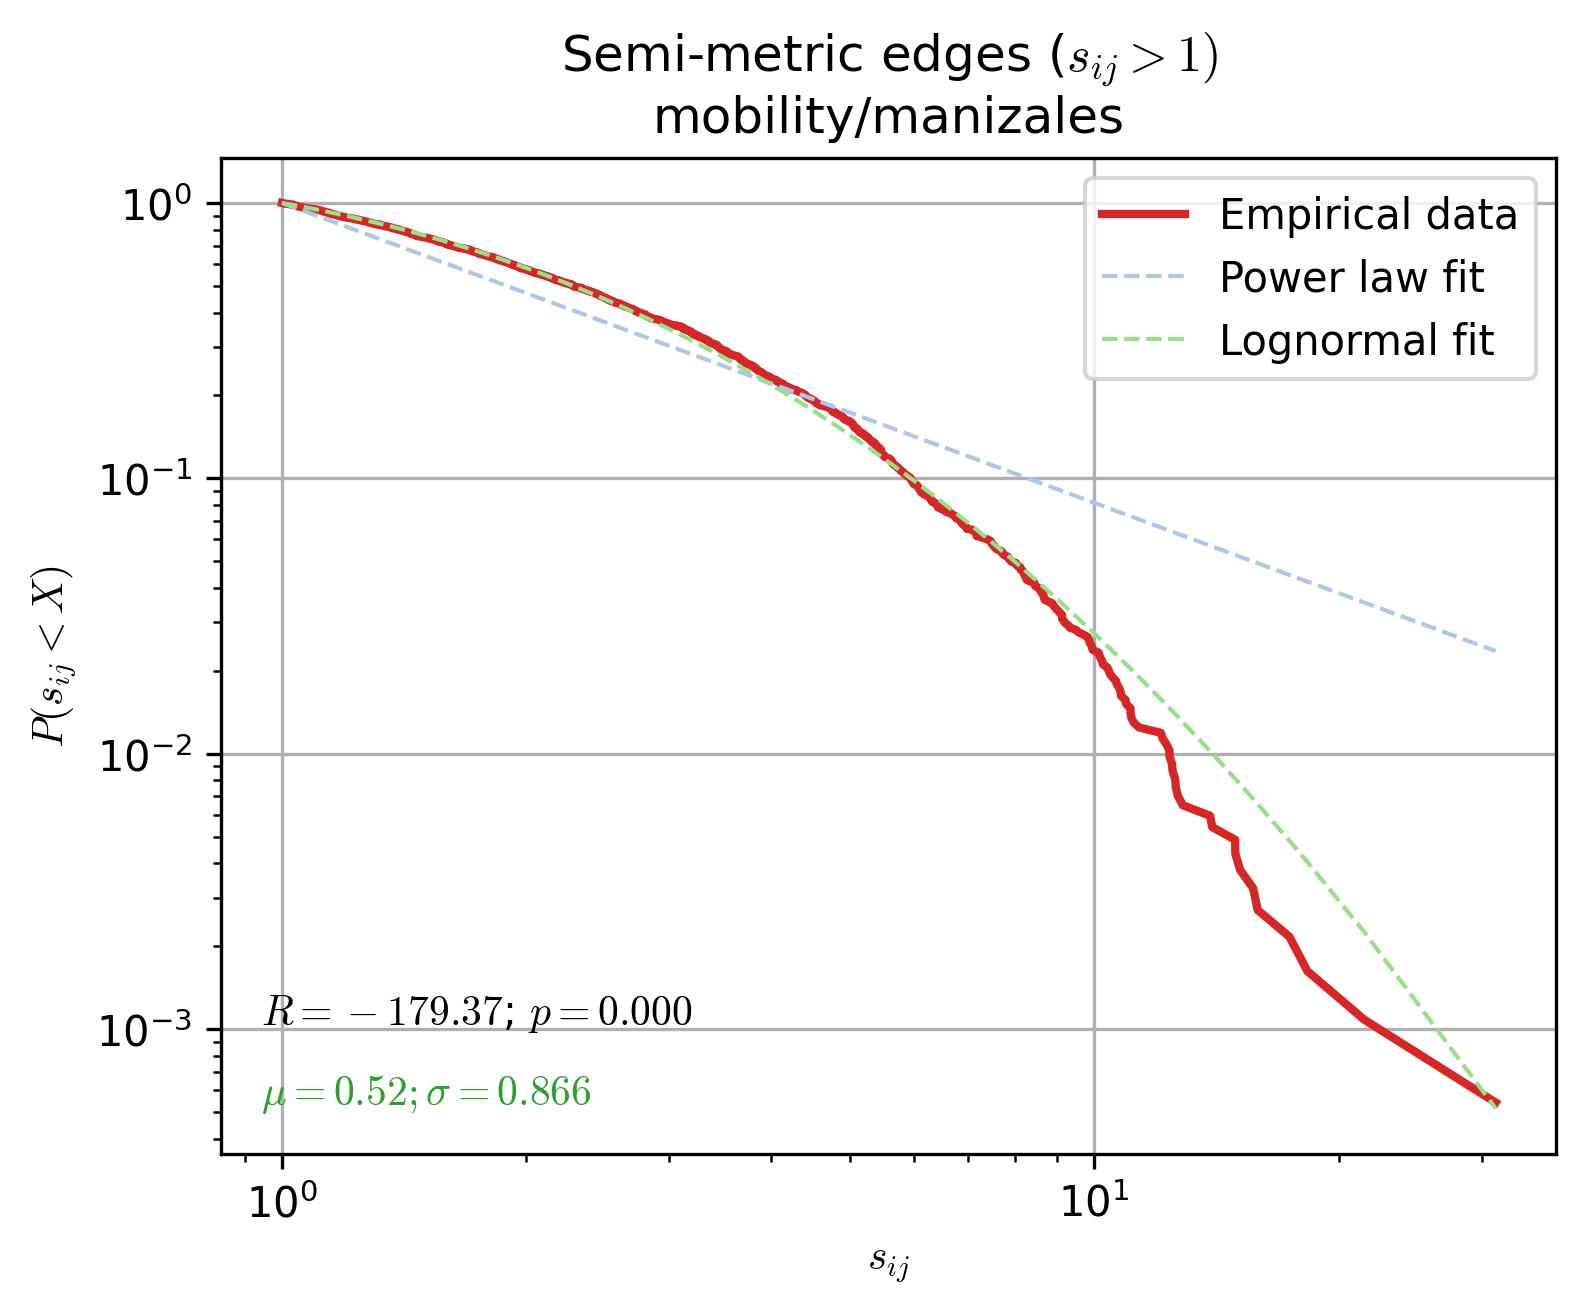 Semi-metric edges ($s_{ij} > 1$)
mobility/manizales
$P(s_{ij} < X)$
$10^0$
$10^{-1}$
$10^{-2}$
$10^{-3}$
Empirical data
Power law fit
Lognormal fit
$R = -179.37$; $p = 0.000$
$\mu = 0.52; \sigma = 0.866$
$10^0$
$10^1$
$s_{ij}$